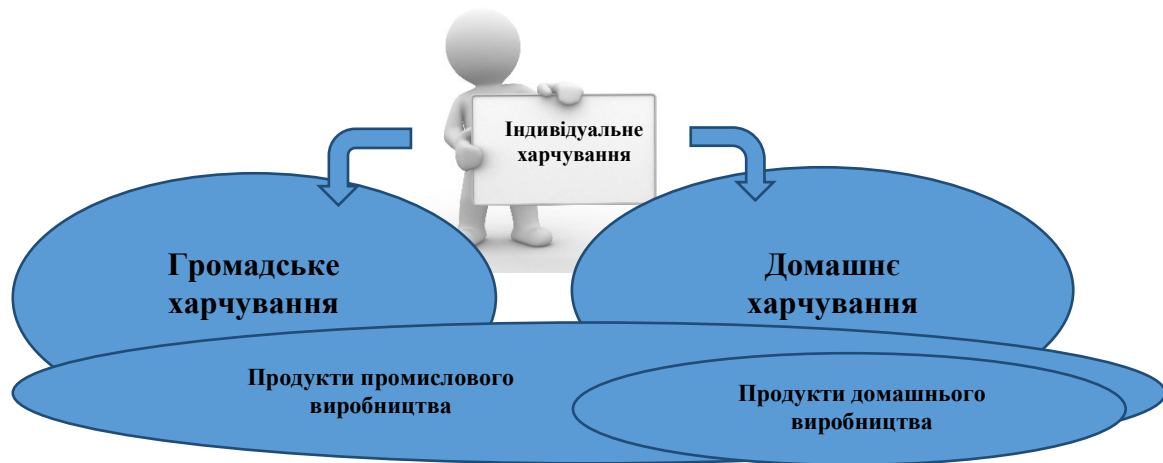 Індивідуальне
харчування
Громадське
харчування
Домашнє
харчування
Продукти промислового
виробництва
Продукти домашнього
виробництва